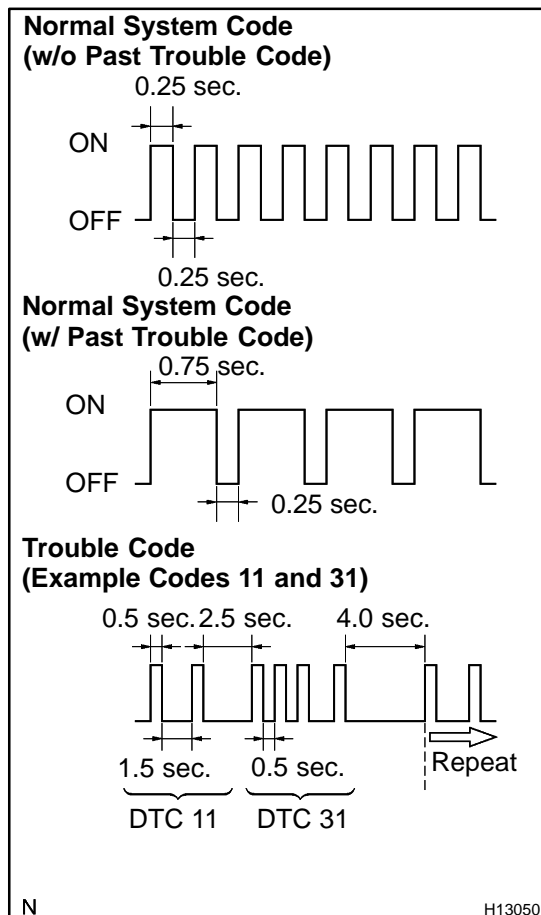 Normal System Code
(w/o Past Trouble Code)
0.25 sec.
ON
OFF
0.25 sec.
Normal System Code
(w/ Past Trouble Code)
0.75 sec.
ON
OFF
0.25 sec.
Trouble Code
(Example Codes 11 and 31)
0.5 sec. 2.5 sec. 4.0 sec.
1.5 sec. 0.5 sec. Repeat
DTC 11 DTC 31
N H13050